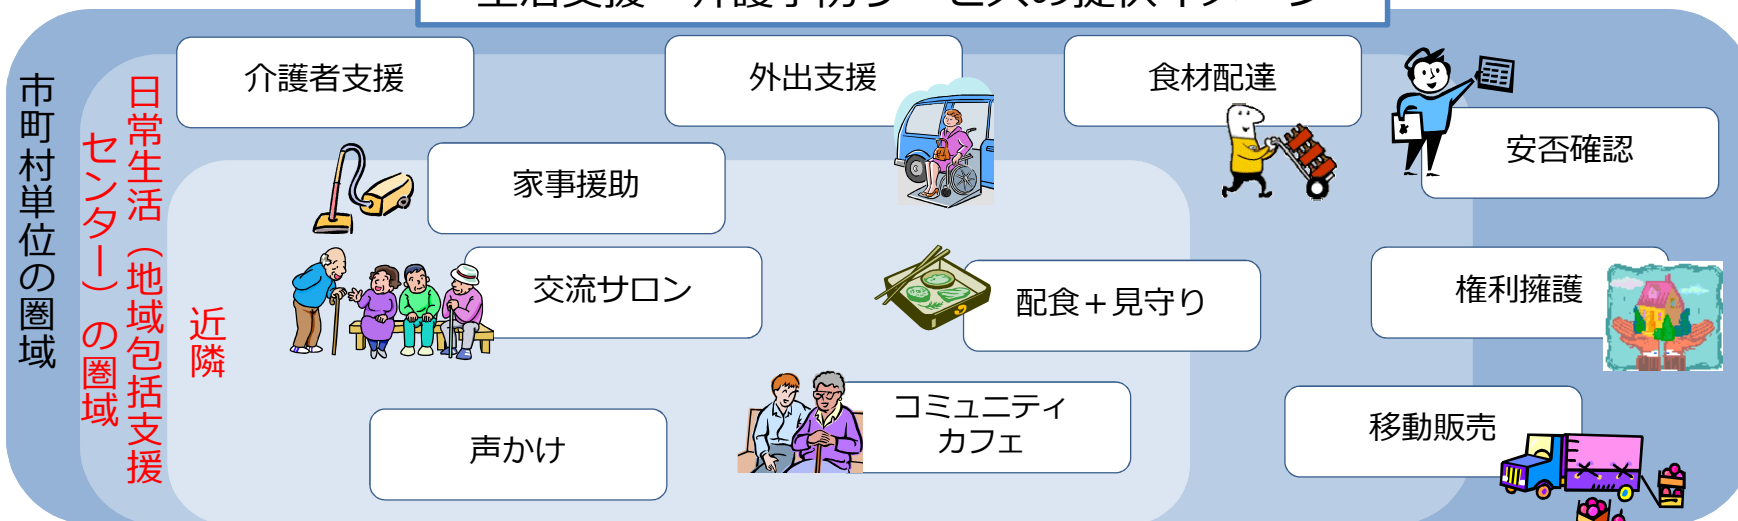 市町村単位の圏域
日常生活（地域包括支援
センター）の圏域
近隣
介護者支援
外出支援
食材配達
安否確認
家事援助
交流サロン
配食＋見守り
権利擁護
声かけ
コミュニティ
カフェ
移動販売